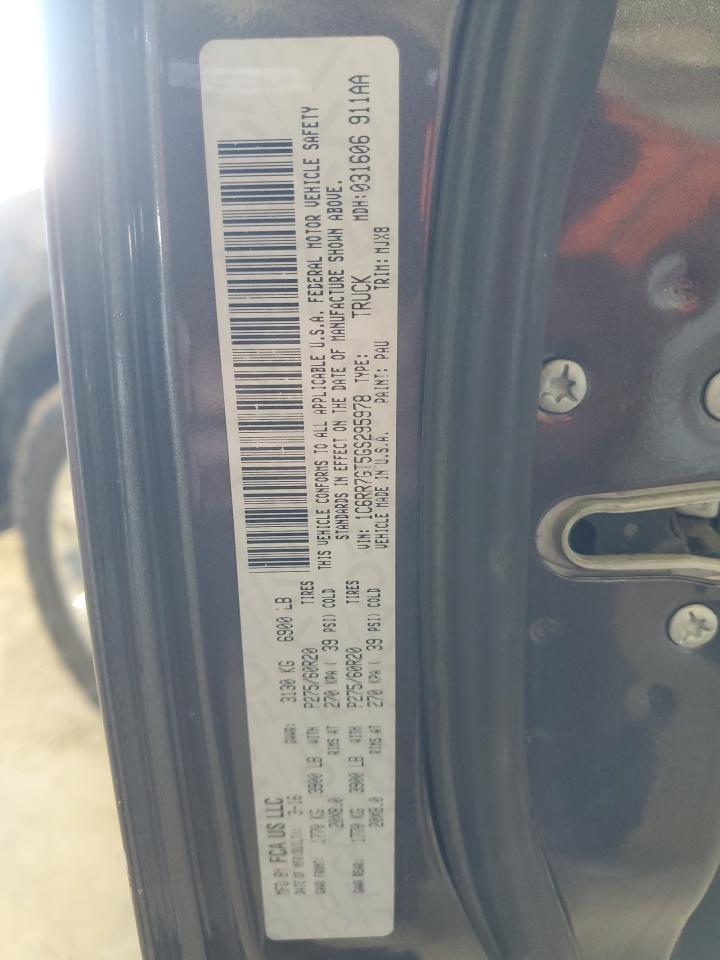 MFD BY FCA US LLC
DATE OF MFR(BUILT): 3-16 GVWR: 3130 KG 6900 LB
GAWR FRONT: 1770 KG 3900 LB WITH P275/60R20 TIRES
20X8.0 RIMS AT 270 KPA ( 39 PSI) COLD
GAWR REAR: 1770 KG 3900 LB WITH P275/60R20 TIRES
20X8.0 RIMS AT 270 KPA ( 39 PSI) COLD
THIS VEHICLE CONFORMS TO ALL APPLICABLE U.S.A. FEDERAL MOTOR VEHICLE SAFETY
STANDARDS IN EFFECT ON THE DATE OF MANUFACTURE SHOWN ABOVE.
VIN: 1C6RR7GT5GS295978 TYPE: TRUCK MDH:031606 911AA
VEHICLE MADE IN U.S.A. PAINT: PAU TRIM: MJX8